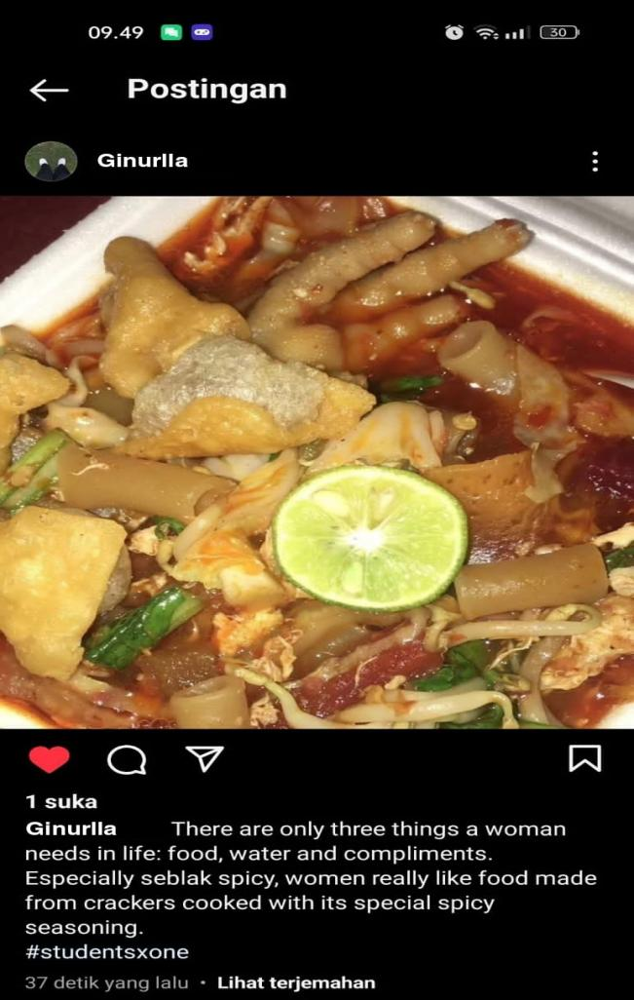 09.49 30
Postingan
Ginurlla
1 suka
Ginurlla There are only three things a woman
needs in life: food, water and compliments.
Especially seblak spicy, women really like food made
from crackers cooked with its special spicy
seasoning.
#studentsxone
37 detik yang lalu • Lihat terjemahan